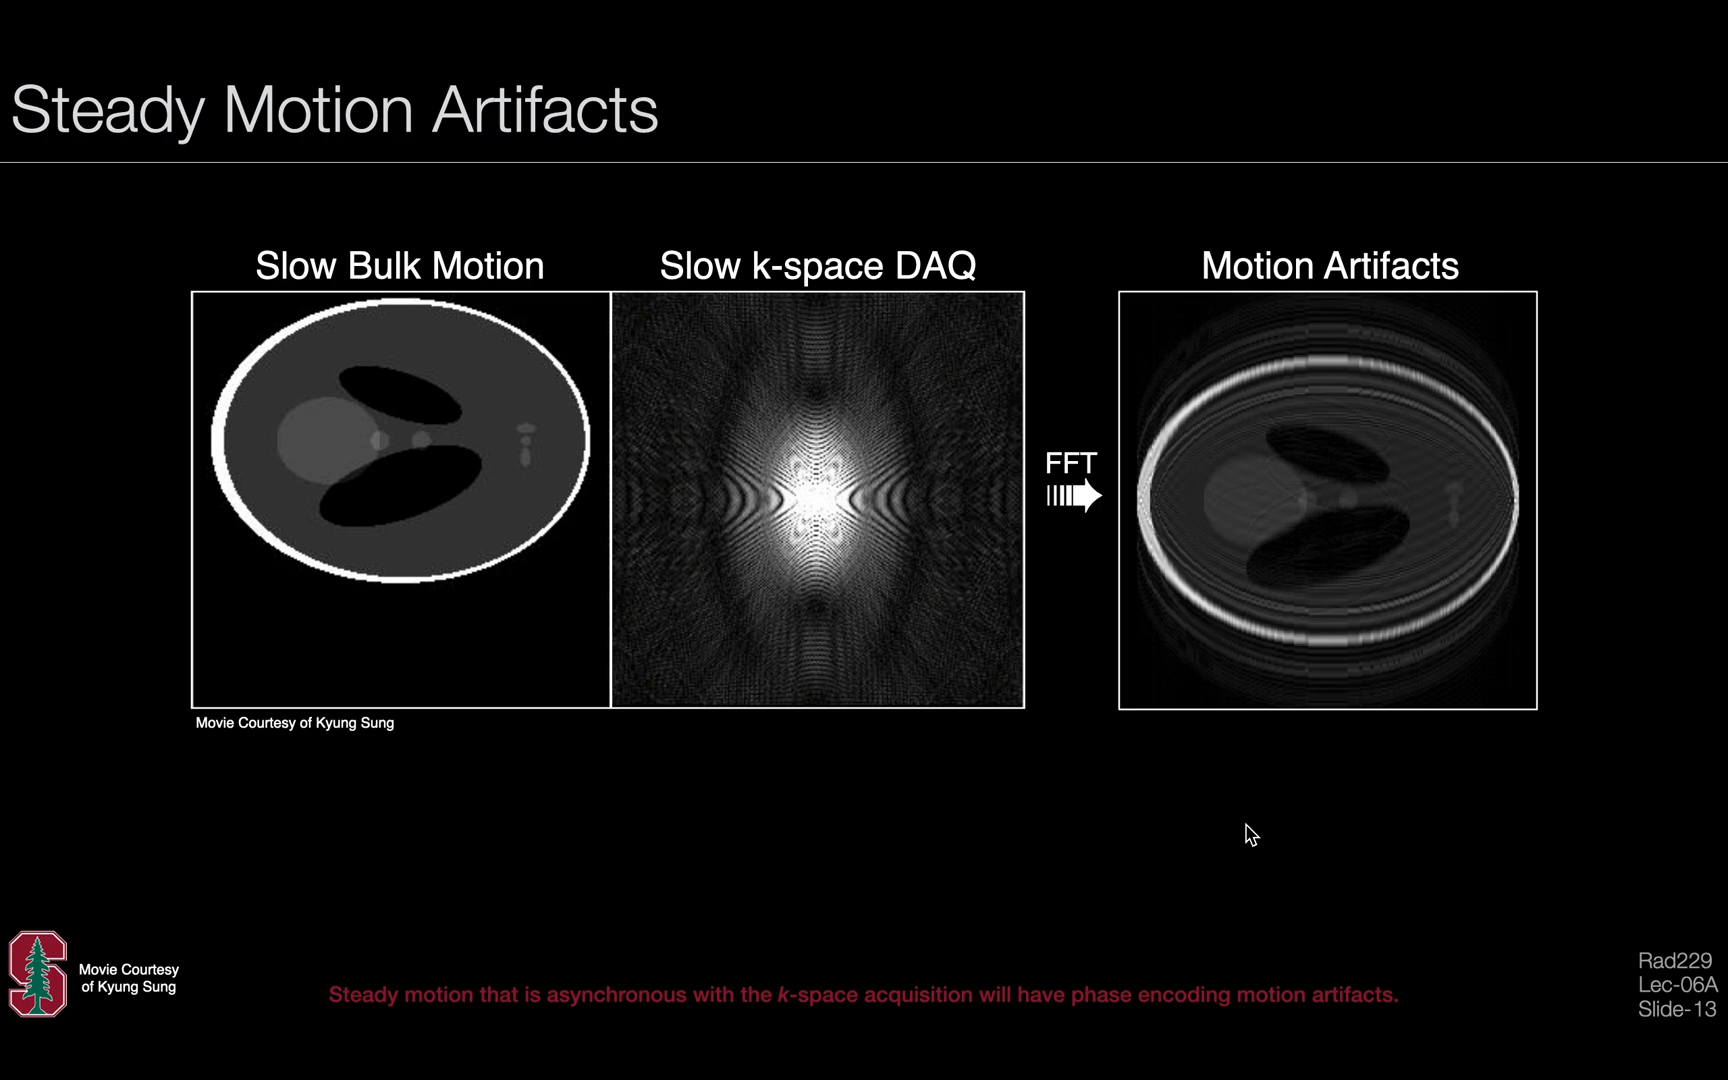 Steady Motion Artifacts
Slow Bulk Motion
Slow k-space DAQ
Motion Artifacts
FFT
Movie Courtesy of Kyung Sung
Movie Courtesy
of Kyung Sung
Steady motion that is asynchronous with the k-space acquisition will have phase encoding motion artifacts.
Rad229
Lec-06A
Slide-13